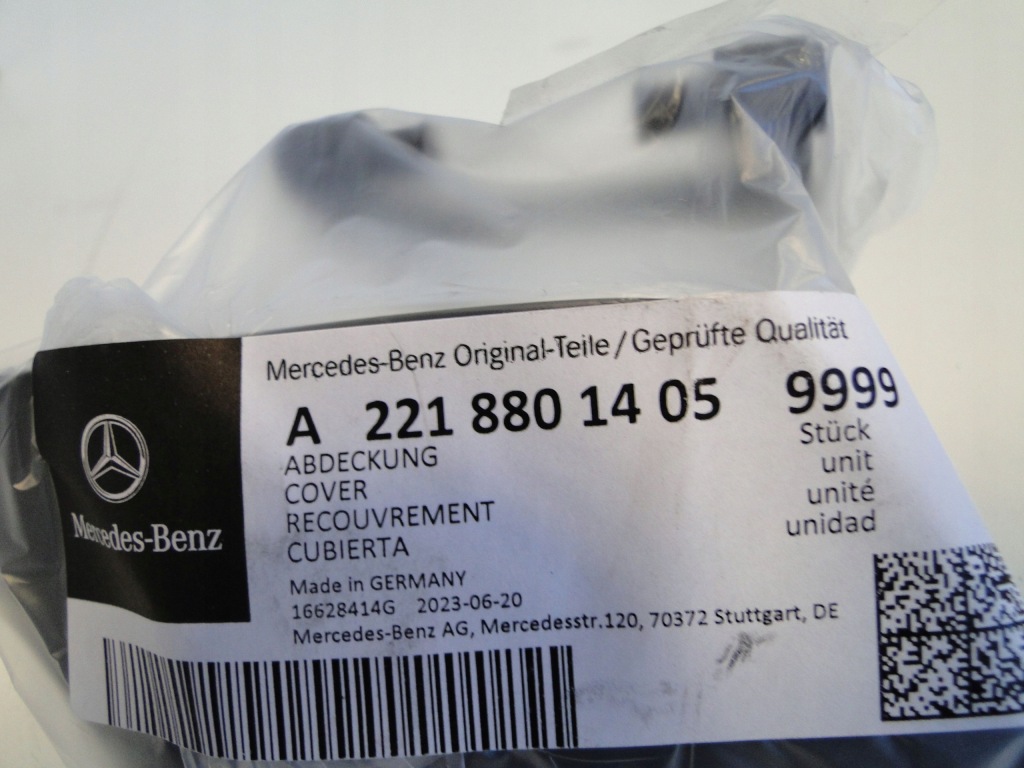 Mercedes-Benz Original-Teile / Geprüfte Qualität
A 221 880 14 05 9999
ABDECKUNG Stück
COVER unit
RECOUVREMENT unité
CUBIERTA unidad
Made in GERMANY
16628414G 2023-06-20
Mercedes-Benz AG, Mercedesstr.120, 70372 Stuttgart, DE
Mercedes-Benz